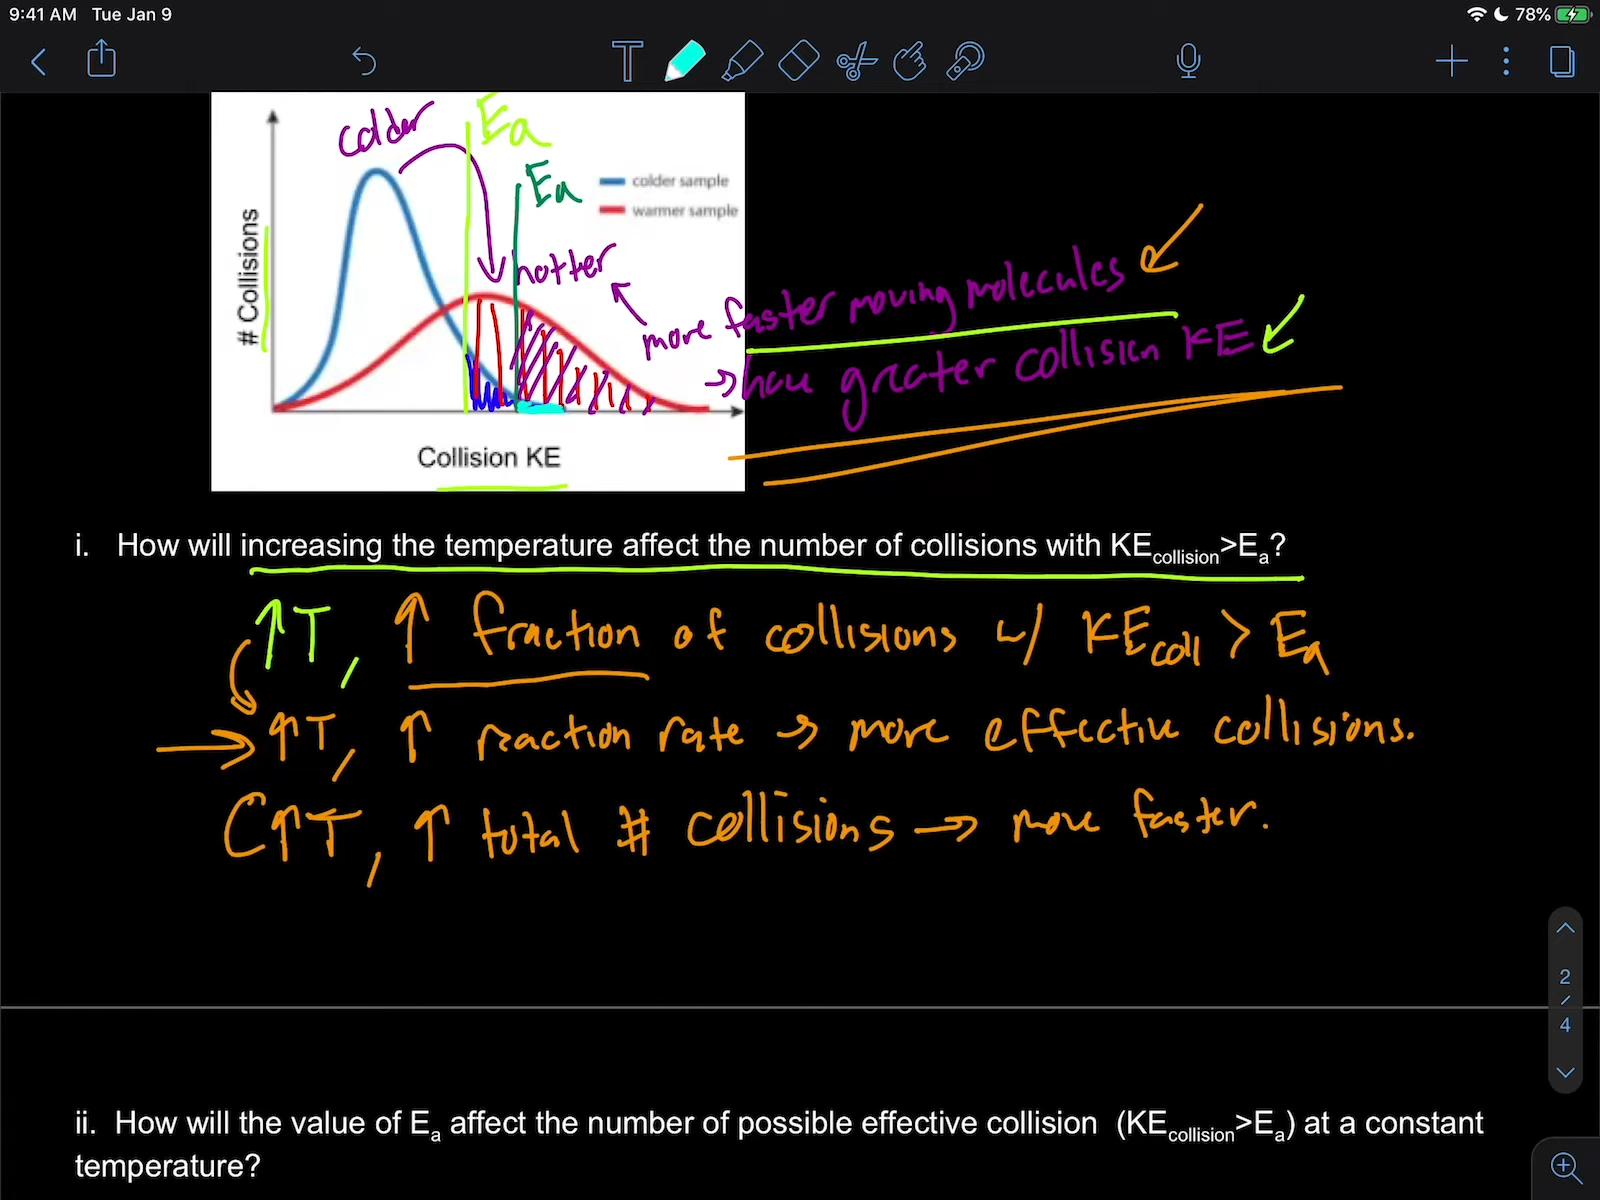 9:41 AM Tue Jan 9
78%
colder
Ea
Ea
colder sample
warmer sample
# Collisions
hotter
more faster moving molecules
→ have greater collision KE
Collision KE
i. How will increasing the temperature affect the number of collisions with KEcollision>Ea?
↑T, ↑ fraction of collisions w/ KEcoll > Ea
→ ↑T, ↑ reaction rate → more effective collisions.
↑T, ↑ total # collisions → move faster.
2
/
4
ii. How will the value of Ea affect the number of possible effective collision (KEcollision>Ea) at a constant
temperature?